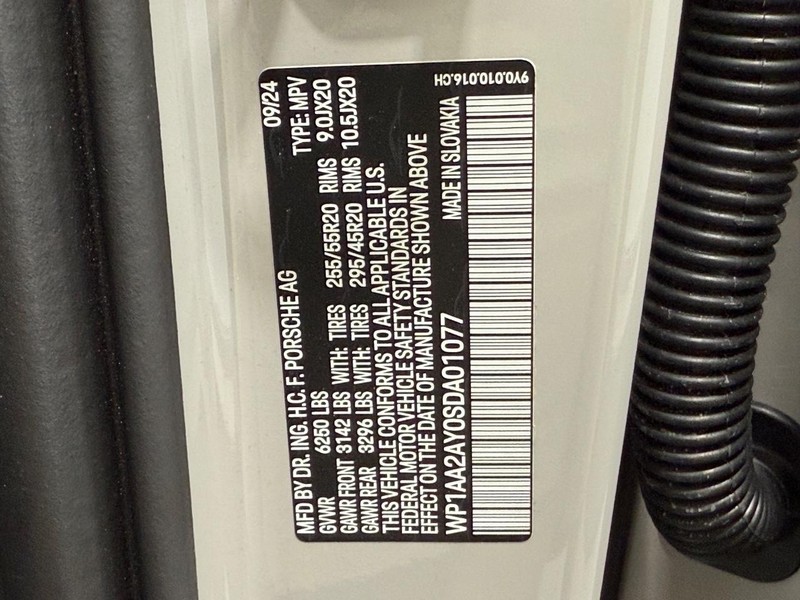 09/24
MFD BY DR. ING. H.C. F. PORSCHE AG TYPE: MPV
GVWR 6250 LBS
GAWR FRONT 3142 LBS WITH: TIRES 255/55R20 RIMS 9.0JX20
GAWR REAR 3296 LBS WITH: TIRES 295/45R20 RIMS 10.5JX20
THIS VEHICLE CONFORMS TO ALL APPLICABLE U.S.
FEDERAL MOTOR VEHICLE SAFETY STANDARDS IN
EFFECT ON THE DATE OF MANUFACTURE SHOWN ABOVE
WP1AA2AY0SDA01077 MADE IN SLOVAKIA
9Y0.010.016.CH